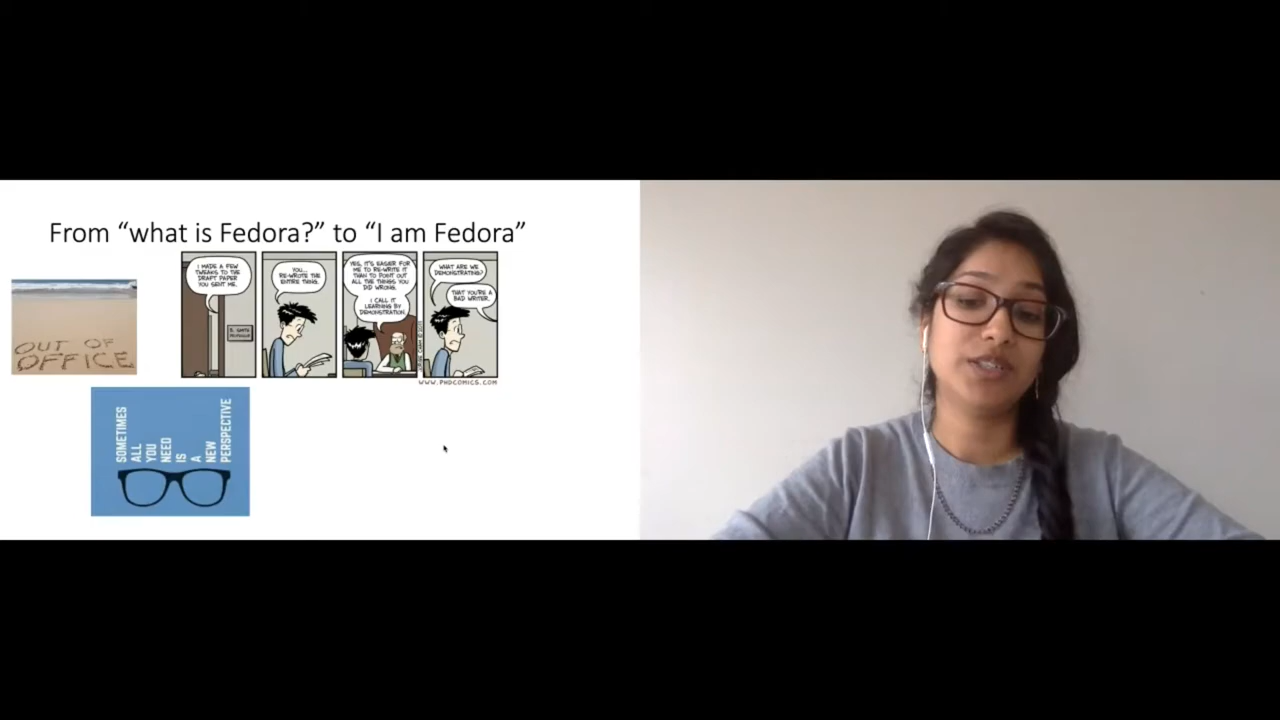 From “what is Fedora?” to “I am Fedora”
I MADE A FEW
TWEAKS TO THE
DRAFT PAPER
YOU SENT ME.
YOU...
RE-WROTE THE
ENTIRE THING.
YES, IT'S EASIER FOR
ME TO RE-WRITE IT
THAN TO POINT OUT
ALL THE THINGS YOU
DID WRONG.
I CALL IT
LEARNING BY
DEMONSTRATION.
WHAT ARE WE
DEMONSTRATING?
THAT YOU'RE A
BAD WRITER.
WWW.PHDCOMICS.COM
OUT OF
OFFICE
SOMETIMES
ALL
YOU
NEED
IS
A
NEW
PERSPECTIVE